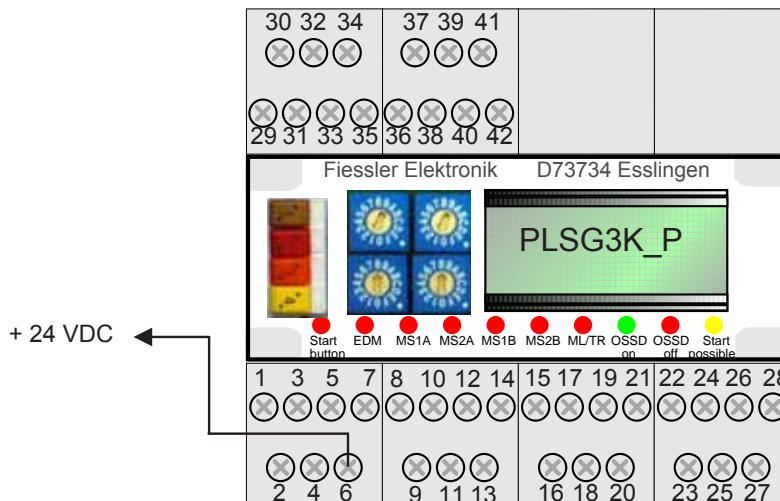 30 32 34 37 39 41
29 31 33 35 36 38 40 42
Fiessler Elektronik D73734 Esslingen
PLSG3K_P
+ 24 VDC
Start button EDM MS1A MS2A MS1B MS2B ML/TR OSSD on OSSD off Start possible
1 3 5 7 8 10 12 14 15 17 19 21 22 24 26 28
2 4 6 9 11 13 16 18 20 23 25 27